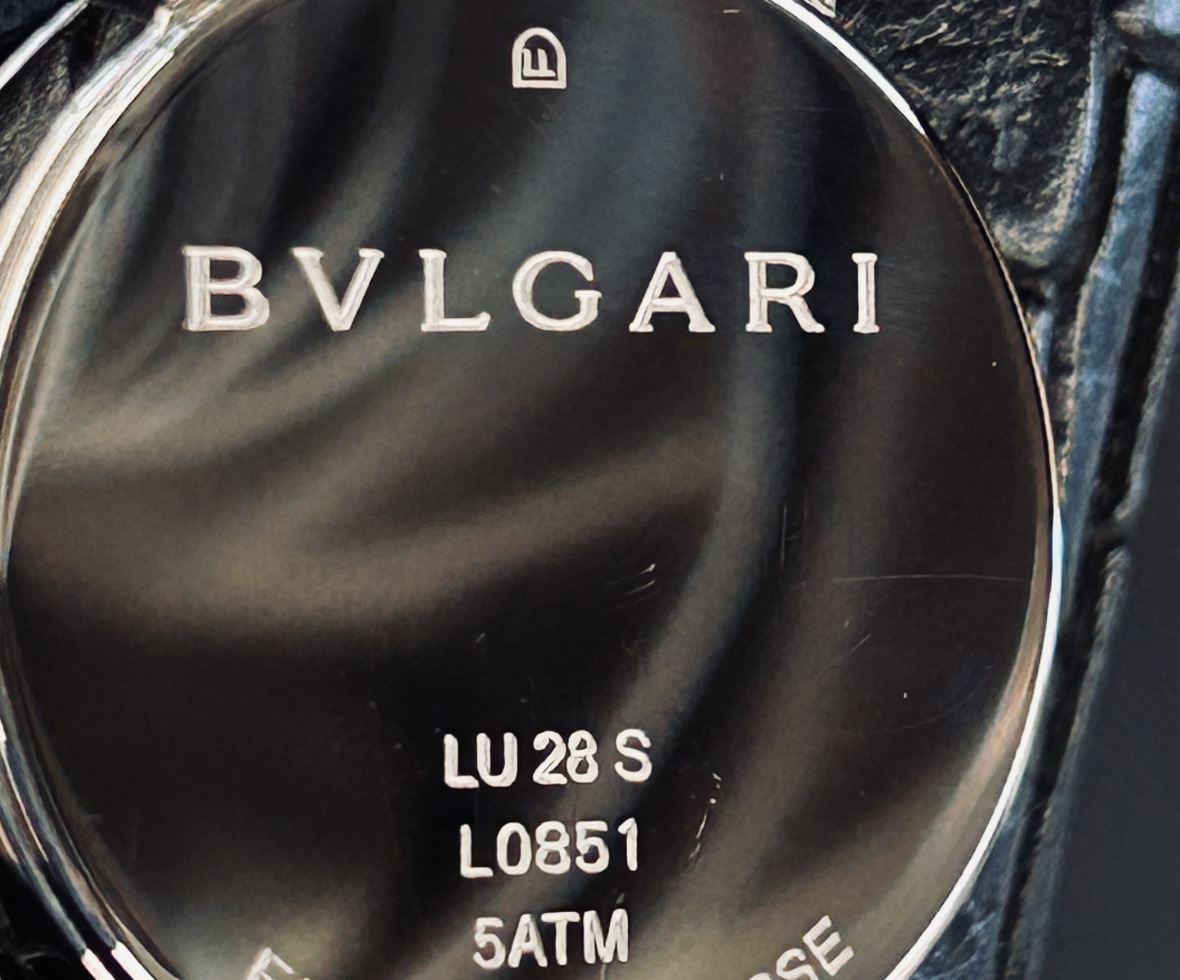 F
BVLGARI
LU 28 S
L0851
5ATM